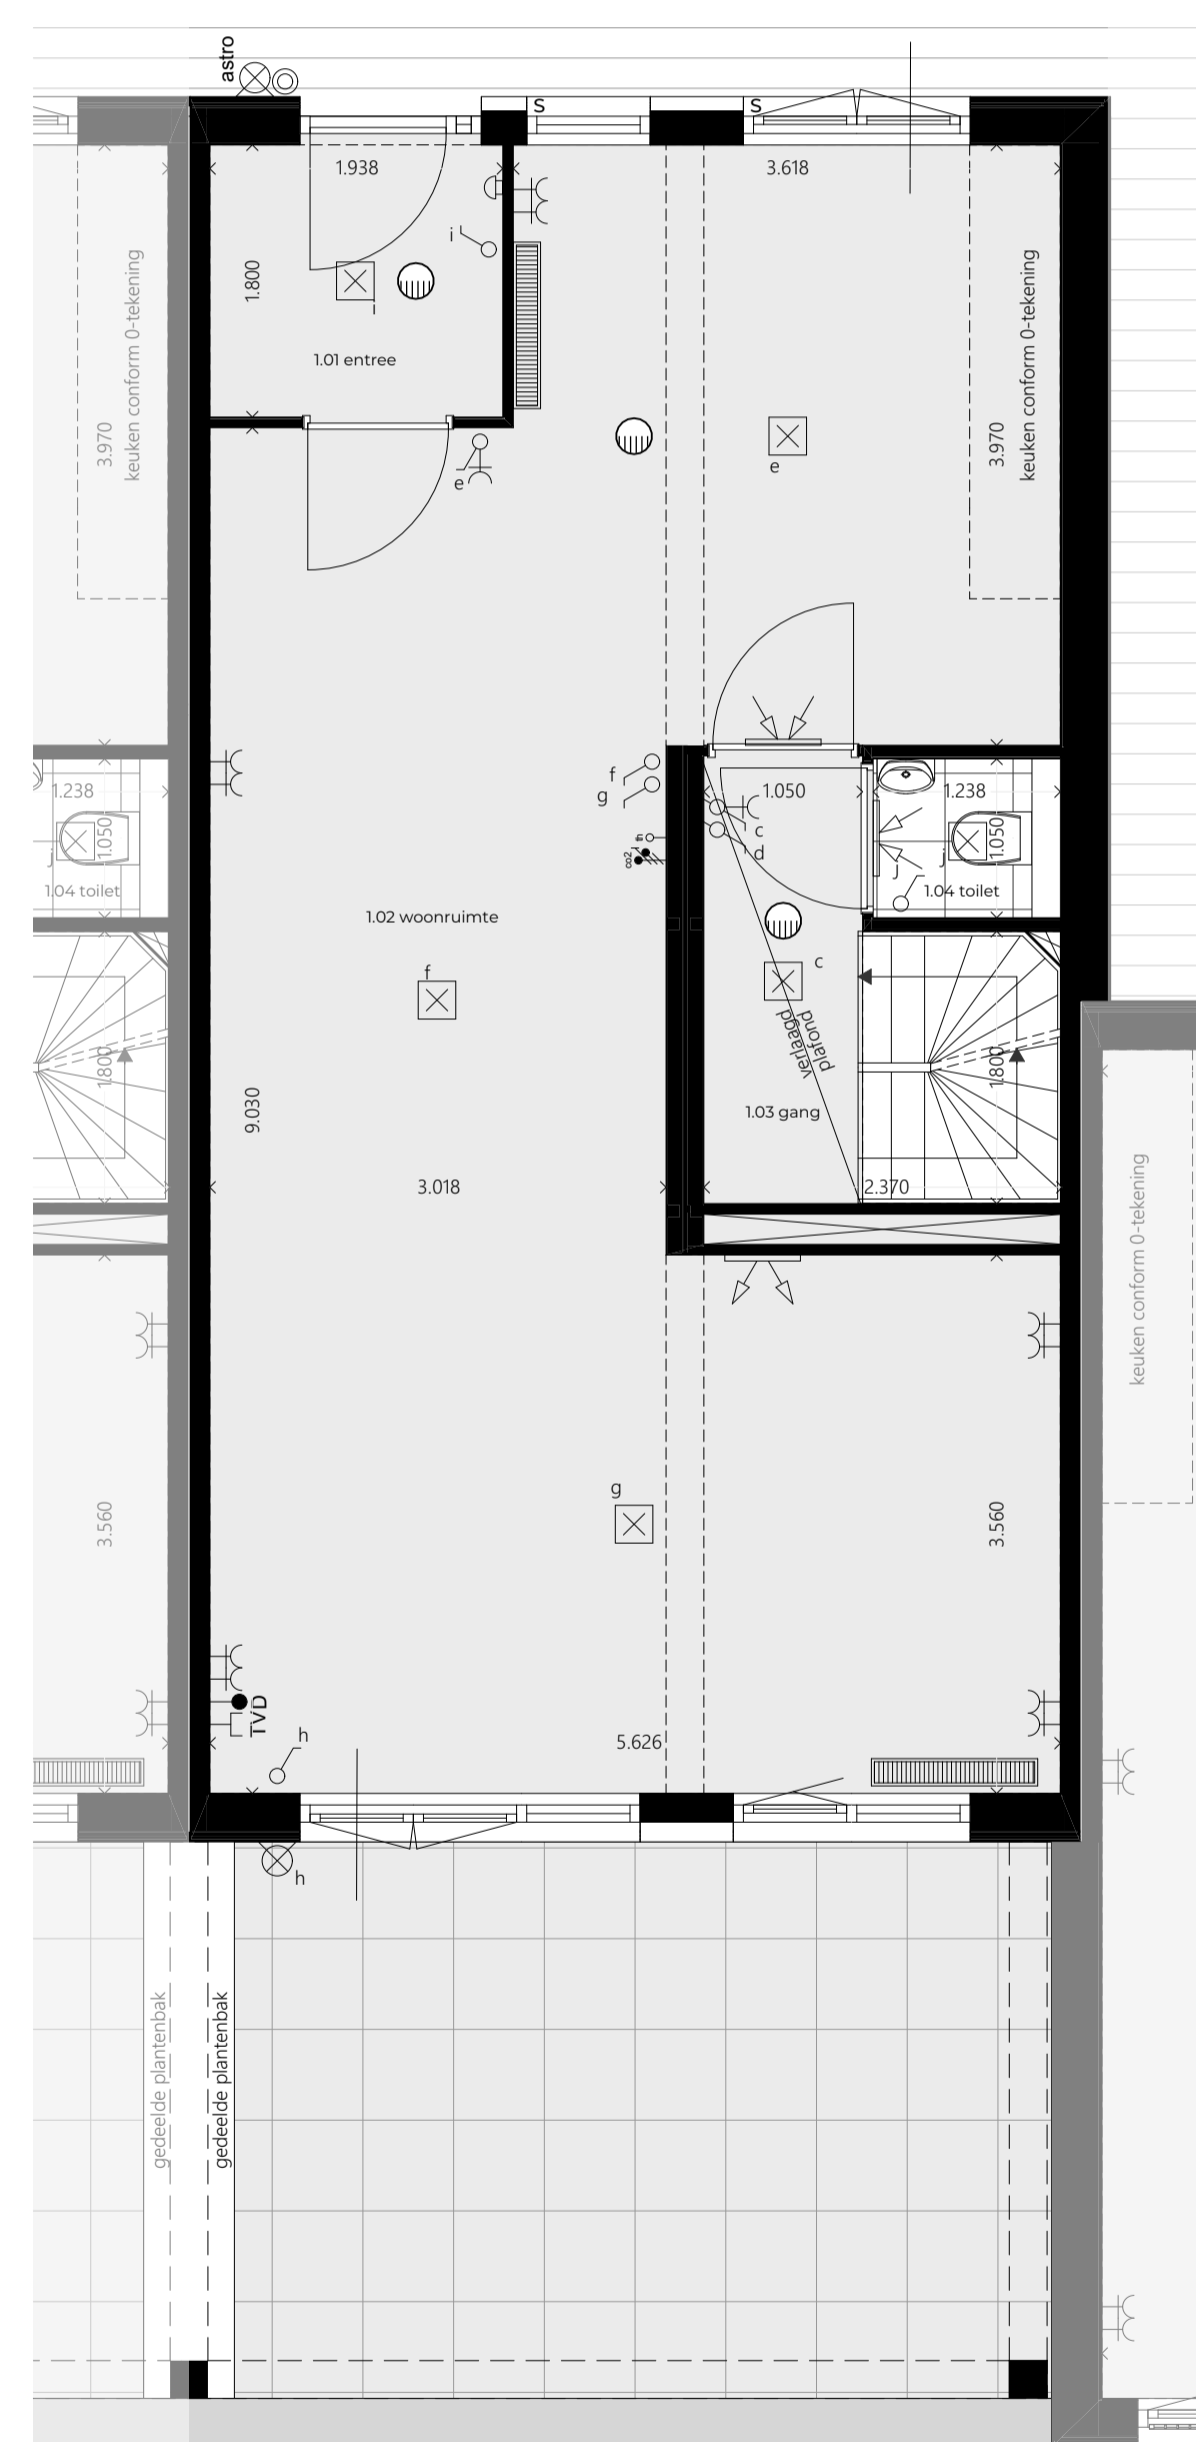 astro
S
S
1.938
3.618
i
1.800
i
keuken conform 0-tekening
3.970
keuken conform 0-tekening
3.970
1.01 entree
e
e
f
g
1.238
1.050
1.238
c
d
1.050
1.050
j
j
j
1.04 toilet
1.04 toilet
co2
1.02 woonruimte
f
c
verlaagd
plafond
1.800
1.800
1.03 gang
9.030
3.018
2.370
keuken conform 0-tekening
g
3.560
3.560
TVD
h
5.626
h
gedeelde plantenbak
gedeelde plantenbak